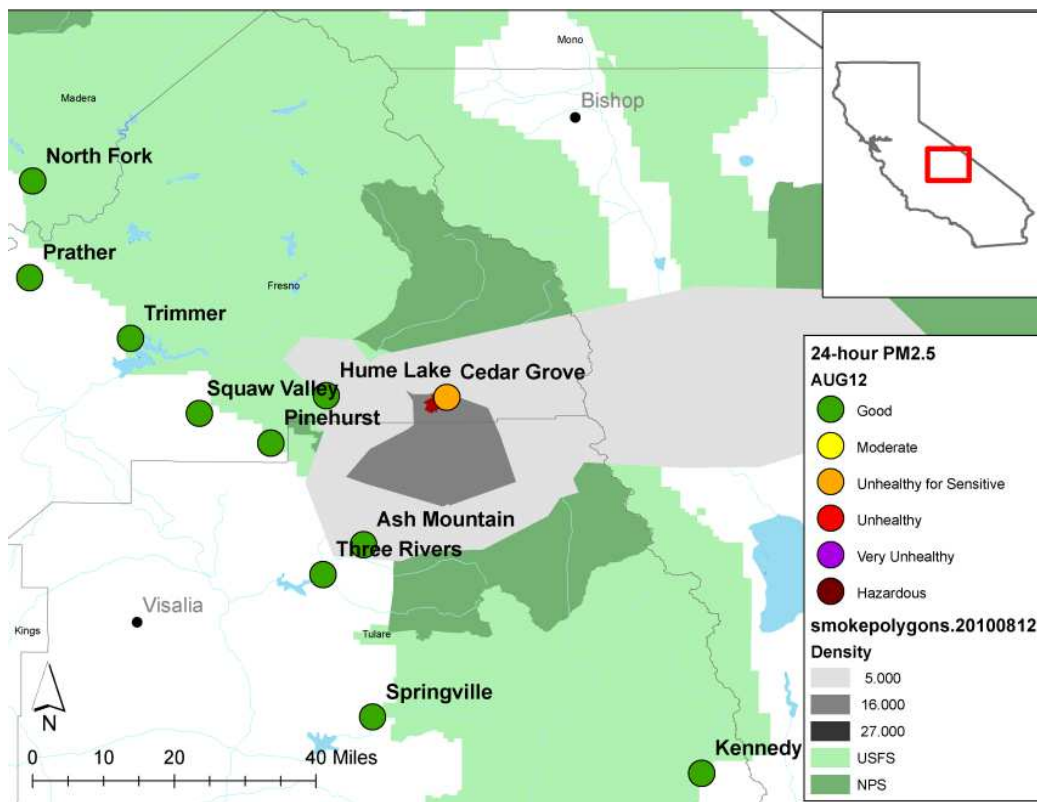 Mono
Bishop
Madera
North Fork
Prather
Fresno
Trimmer
Hume Lake
Cedar Grove
Squaw Valley
Pinehurst
Ash Mountain
Three Rivers
Visalia
Kings
Tulare
Springville
Kennedy
N
0 10 20 40 Miles
24-hour PM2.5
AUG12
Good
Moderate
Unhealthy for Sensitive
Unhealthy
Very Unhealthy
Hazardous
smokepolygons.20100812
Density
5.000
16.000
27.000
USFS
NPS